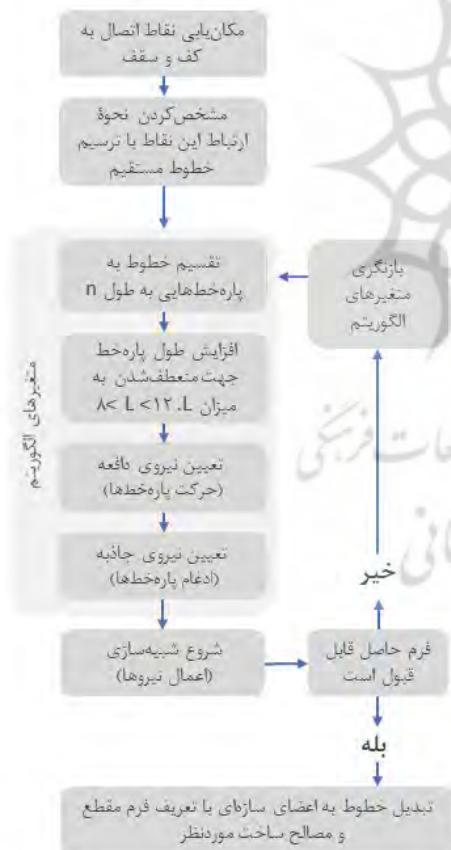 مکان‌یابی نقاط اتصال به
کف و سقف
مشخص‌کردن نحوهٔ
ارتباط این نقاط با ترسیم
خطوط مستقیم
متغیرهای الگوریتم
تقسیم خطوط به
پاره‌خط‌هایی به طول n
افزایش طول پاره‌خط
جهت منعطف‌شدن به
میزان L. ۸< L <۱۲
تعیین نیروی دافعه
(حرکت پاره‌خط‌ها)
تعیین نیروی جاذبه
(ادغام پاره‌خط‌ها)
شروع شبیه‌سازی
(اعمال نیروها)
فرم حاصل قابل
قبول است
خیر
بازنگری
متغیرهای
الگوریتم
بله
تبدیل خطوط به اعضای سازه‌ای با تعریف فرم مقطع
و مصالح ساخت موردنظر